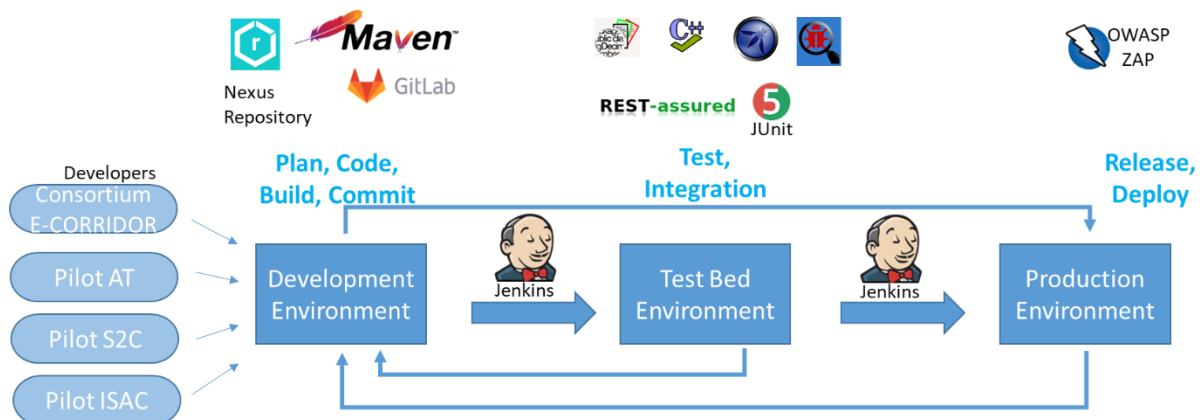 Maven™
GitLab
Nexus
Repository
C++
REST-assured
5
JUnit
OWASP
ZAP
Developers
Consortium
E-CORRIDOR
Pilot AT
Pilot S2C
Pilot ISAC
Plan, Code,
Build, Commit
Test,
Integration
Release,
Deploy
Development
Environment
Jenkins
Test Bed
Environment
Jenkins
Production
Environment